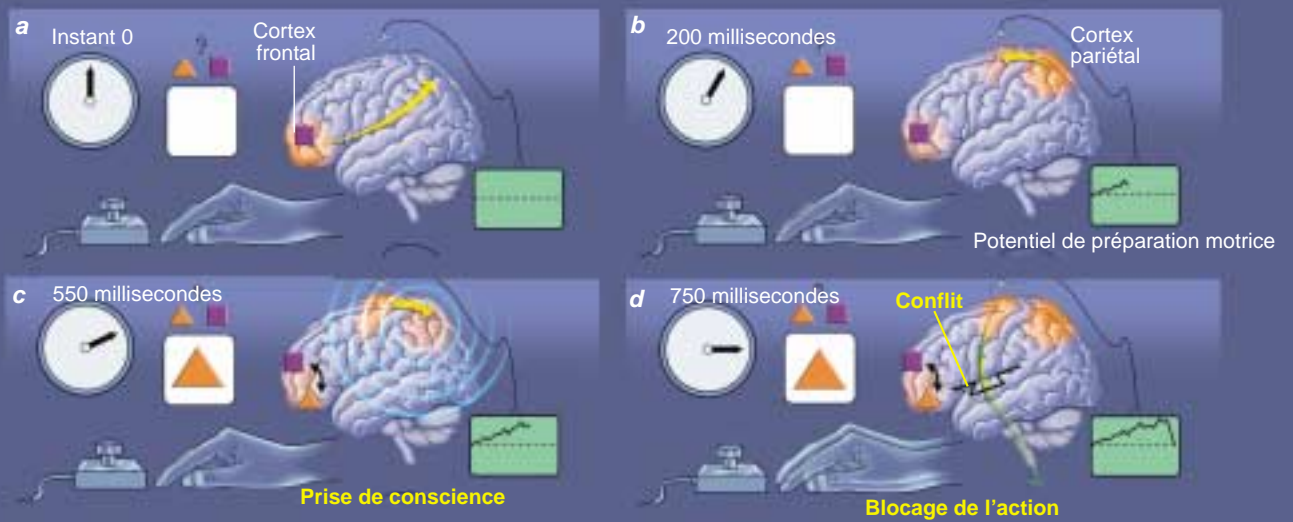 a
Instant 0
?
Cortex
frontal
b
200 millisecondes
Cortex
pariétal
Potentiel de préparation motrice
c
550 millisecondes
Prise de conscience
d
750 millisecondes
Conflit
Blocage de l'action